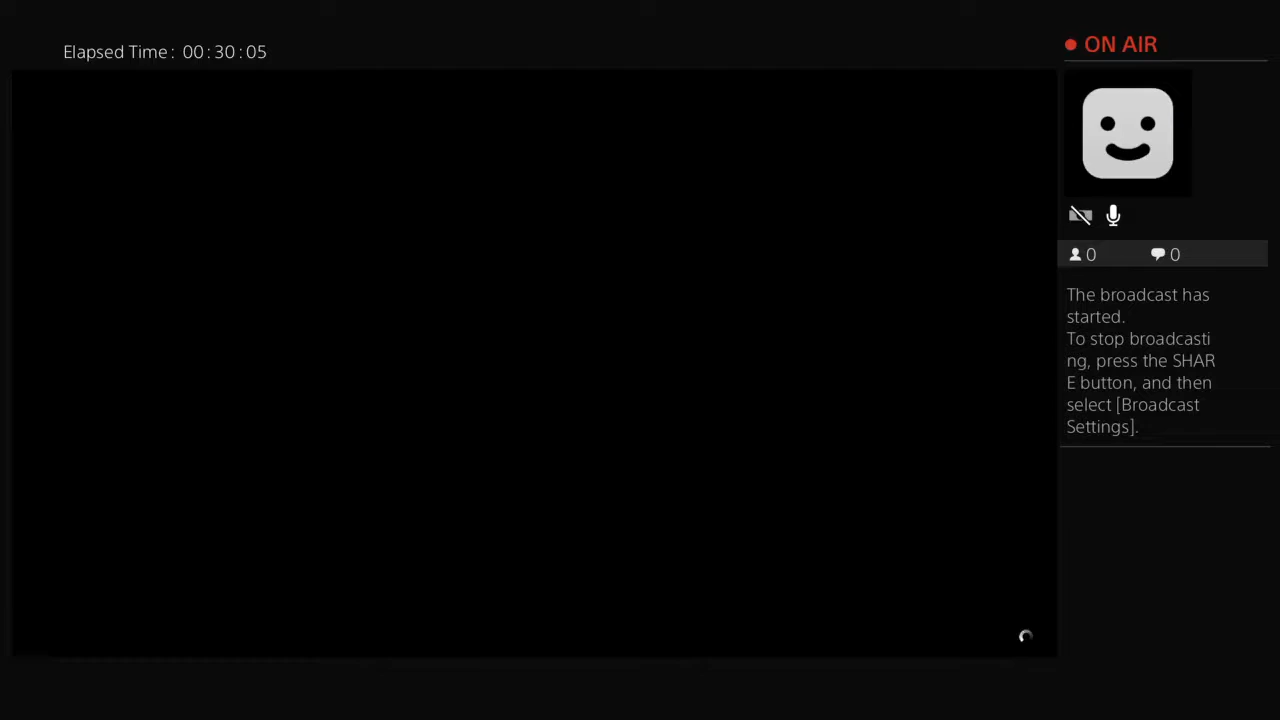 Elapsed Time: 00:30:05
ON AIR
0 0
The broadcast has
started.
To stop broadcasti
ng, press the SHAR
E button, and then
select [Broadcast
Settings].